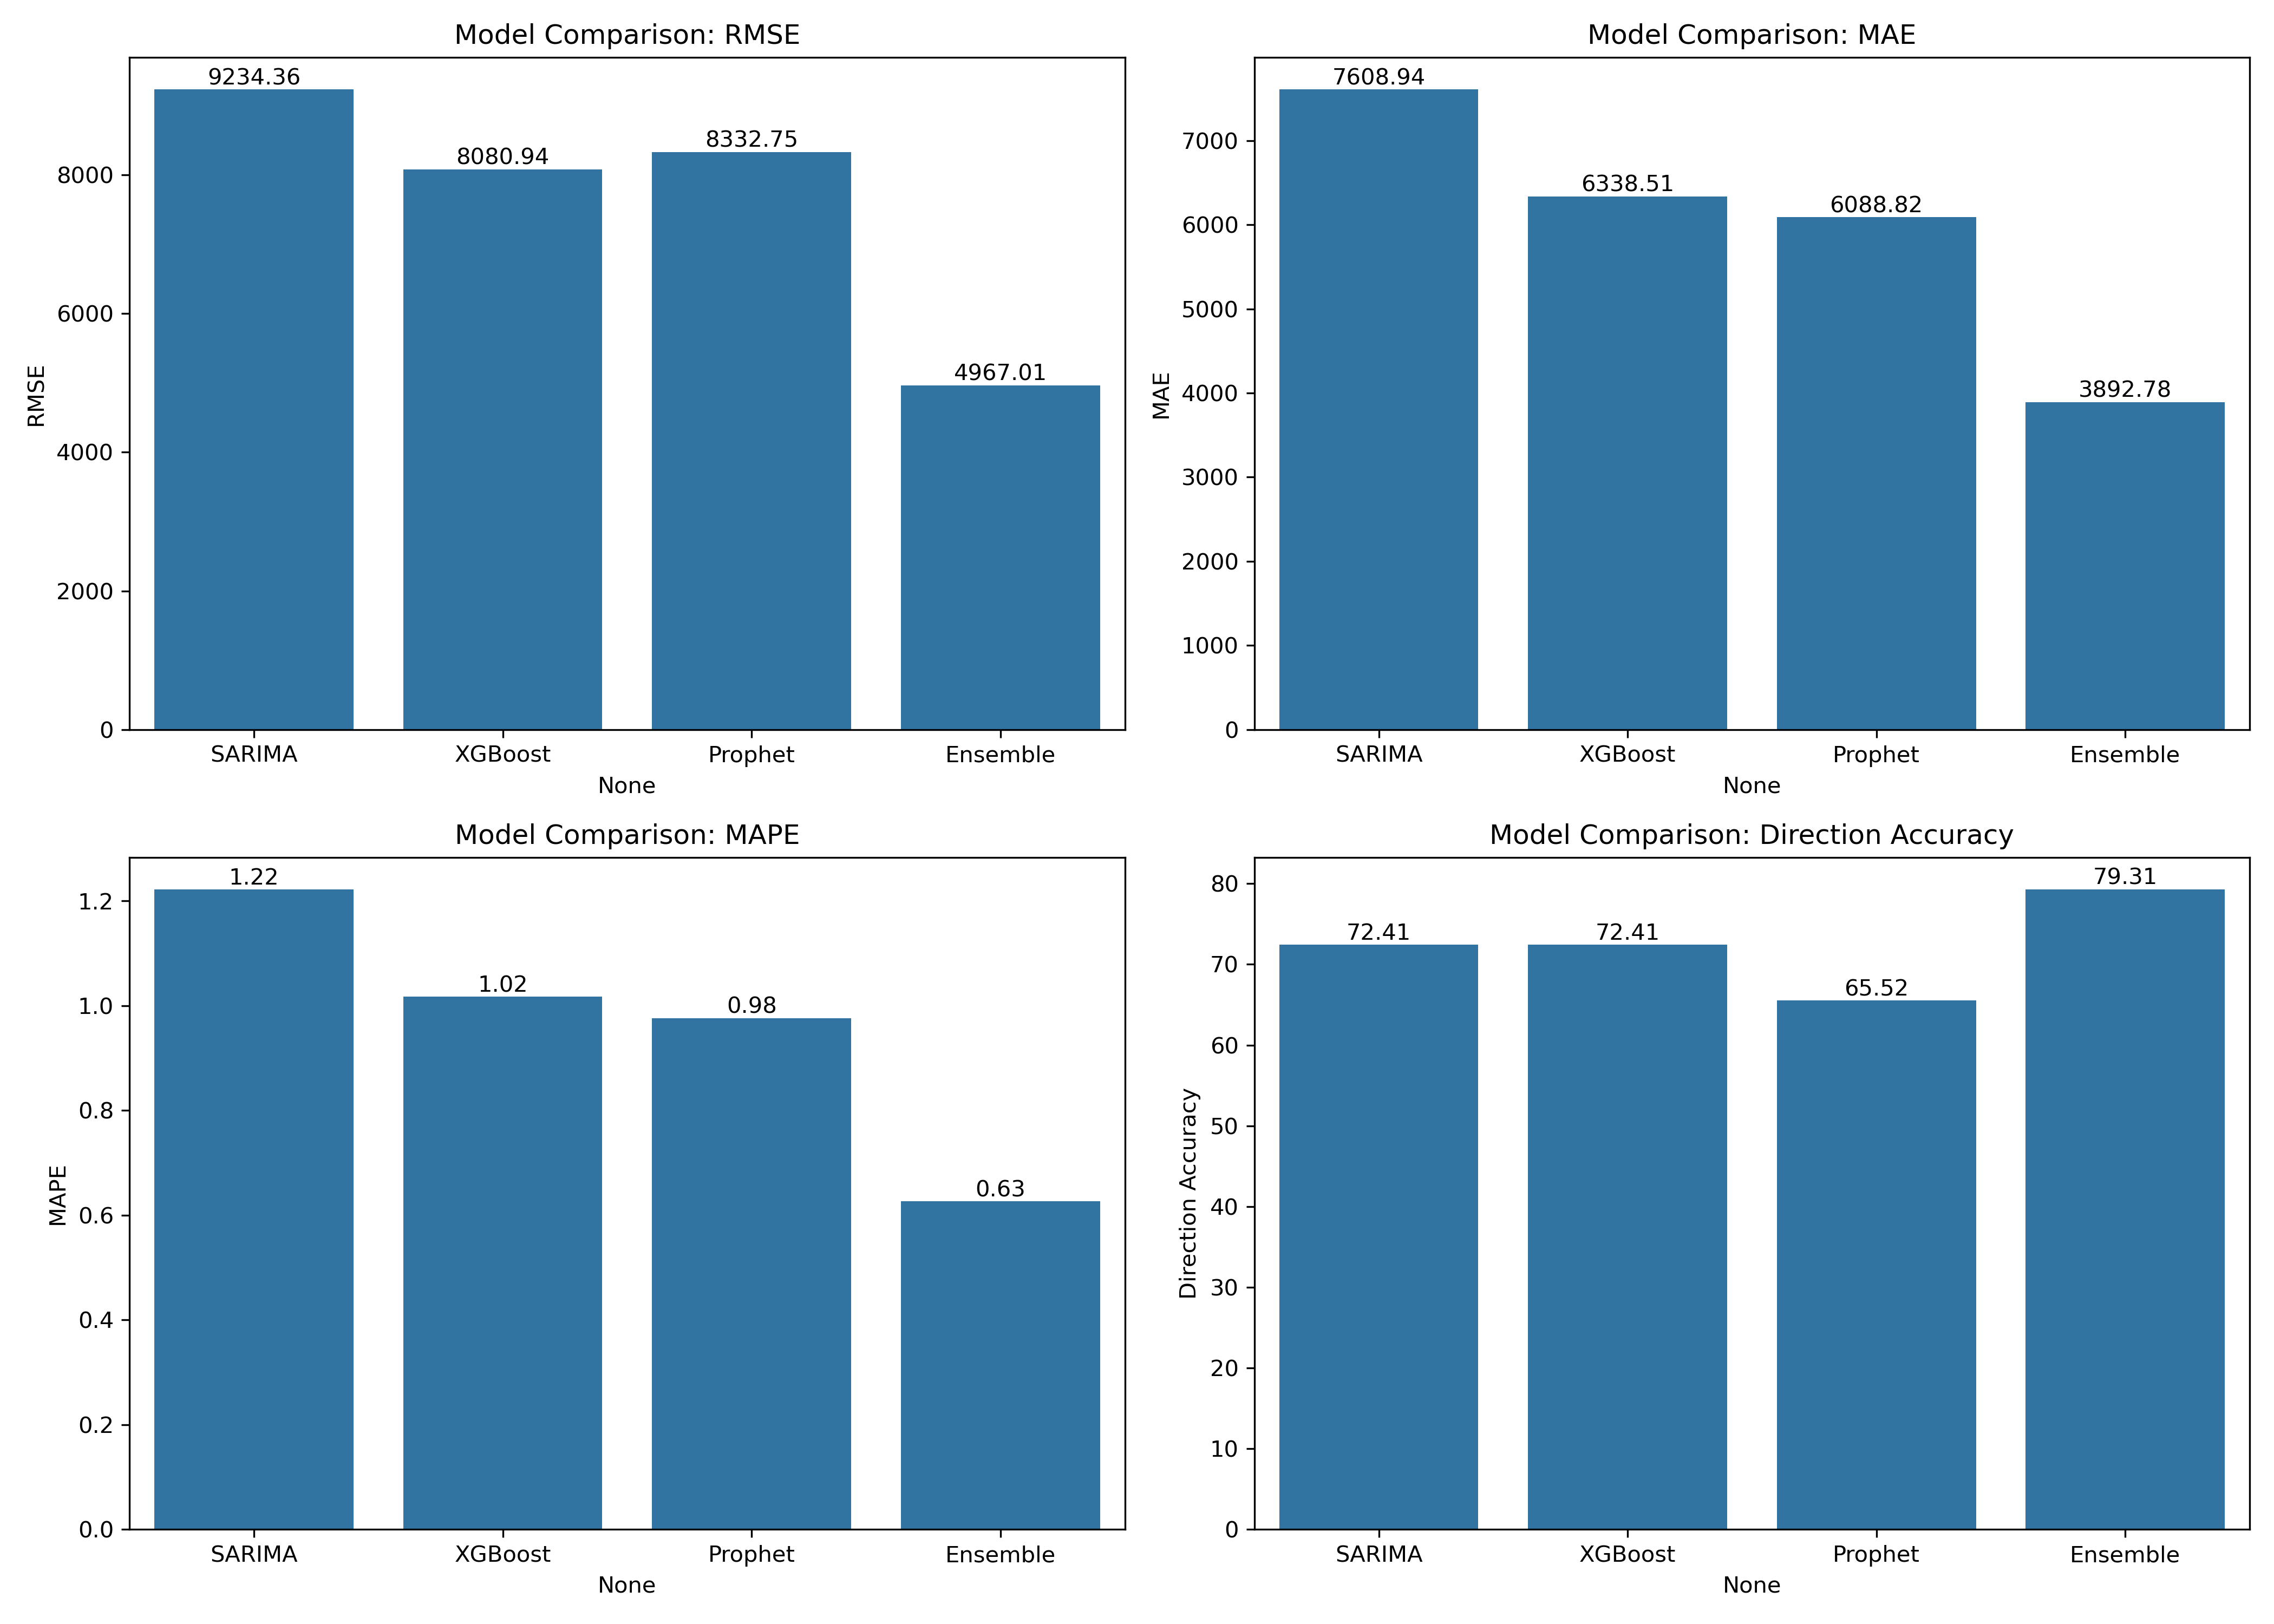 Model Comparison: RMSE
9234.36
8080.94
8332.75
4967.01
8000
6000
4000
2000
0
RMSE
SARIMA
XGBoost
Prophet
Ensemble
None
Model Comparison: MAE
7608.94
6338.51
6088.82
3892.78
7000
6000
5000
4000
3000
2000
1000
0
MAE
SARIMA
XGBoost
Prophet
Ensemble
None
Model Comparison: MAPE
1.22
1.02
0.98
0.63
1.2
1.0
0.8
0.6
0.4
0.2
0.0
MAPE
SARIMA
XGBoost
Prophet
Ensemble
None
Model Comparison: Direction Accuracy
72.41
72.41
65.52
79.31
80
70
60
50
40
30
20
10
0
Direction Accuracy
SARIMA
XGBoost
Prophet
Ensemble
None